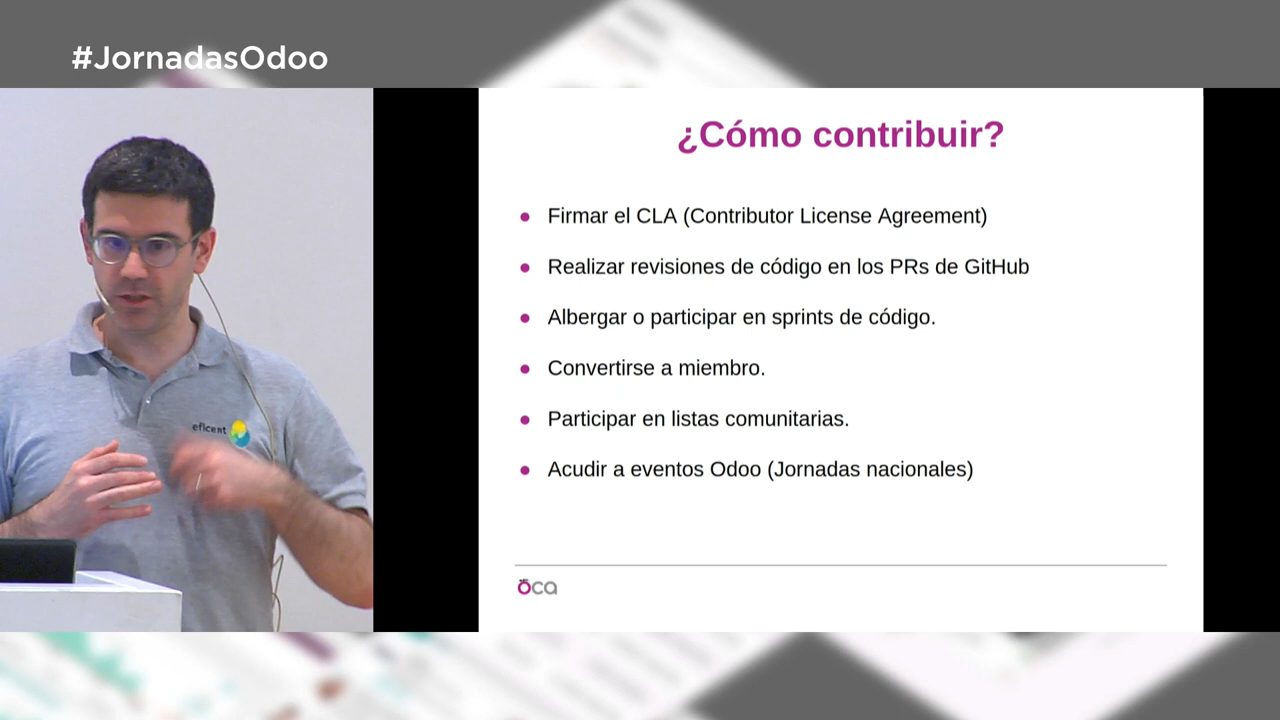 #JornadasOdoo
¿Cómo contribuir?
● Firmar el CLA (Contributor License Agreement)
● Realizar revisiones de código en los PRs de GitHub
● Albergar o participar en sprints de código.
● Convertirse a miembro.
● Participar en listas comunitarias.
● Acudir a eventos Odoo (Jornadas nacionales)
eficent
oca